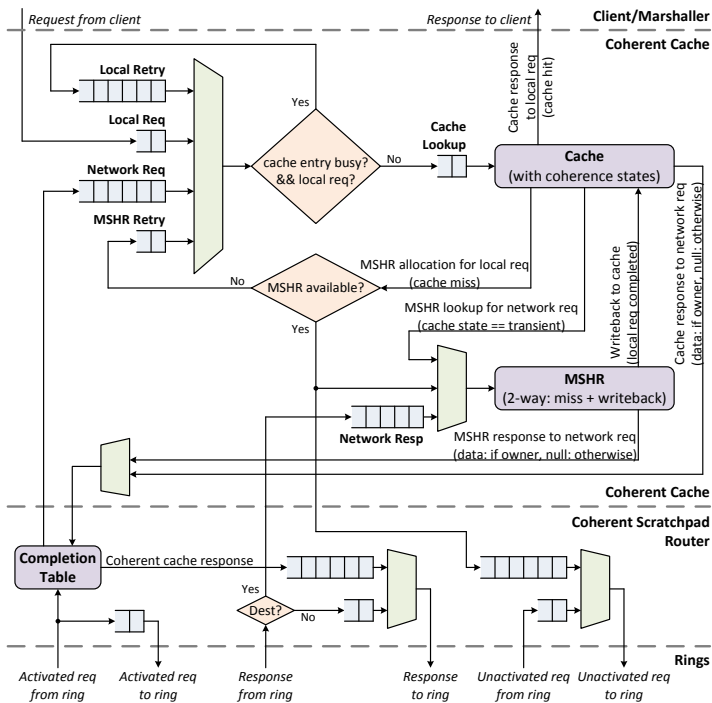 Request from client
Response to client
Client/Marshaller
Coherent Cache
Local Retry
Yes
Cache response
to local req
(cache hit)
Local Req
Cache
Lookup
Network Req
cache entry busy?
&& local req?
No
Cache
(with coherence states)
MSHR Retry
No
MSHR available?
MSHR allocation for local req
(cache miss)
Yes
MSHR lookup for network req
(cache state == transient)
Writeback to cache
(local req completed)
Cache response to network req
(data: if owner, null: otherwise)
MSHR
(2-way: miss + writeback)
Network Resp
MSHR response to network req
(data: if owner, null: otherwise)
Coherent Cache
Coherent Scratchpad
Router
Completion
Table
Coherent cache response
Yes
Dest?
No
Rings
Activated req
from ring
Activated req
to ring
Response
from ring
Response
to ring
Unactivated req
from ring
Unactivated req
to ring